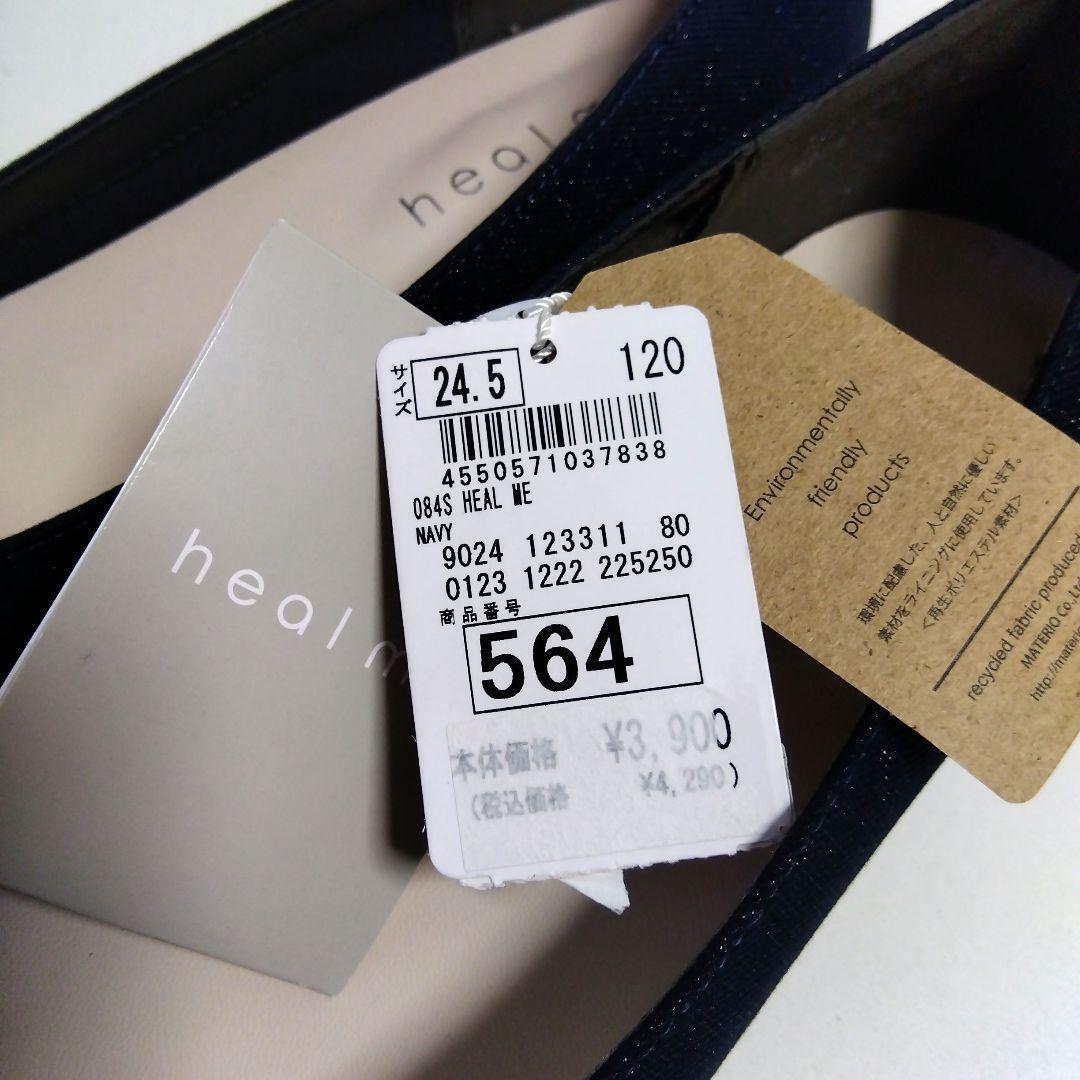 heal
healm
サイズ
24.5
120
4550571037838
084S HEAL ME
NAVY
9024 123311 80
0123 1222 225250
商品番号
564
本体価格 ¥3,900
(税込価格 ¥4,290)
Environmentally
friendly
products
環境に配慮した、人と自然に優しい
素材をライニングに使用しています。
<再生ポリエステル素材>
recycled fabric produced
MATERIO Co.,Lt
http://materi